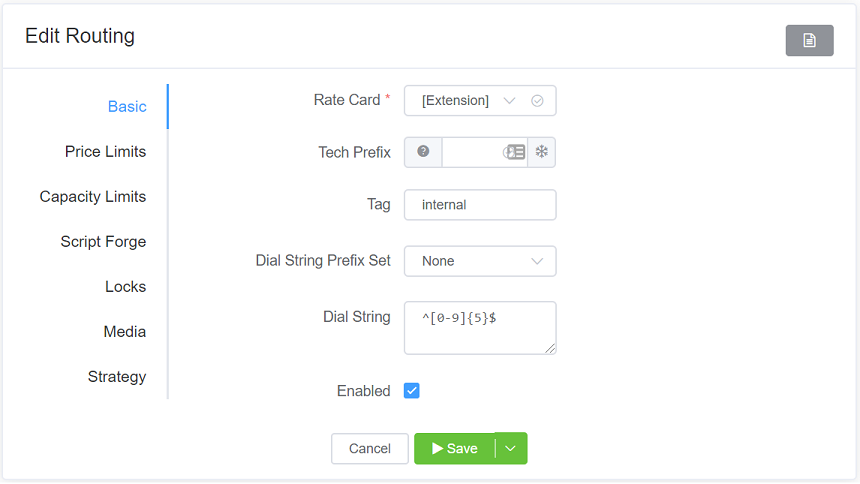 Edit Routing
Basic
Price Limits
Capacity Limits
Script Forge
Locks
Media
Strategy
Rate Card * [Extension]
Tech Prefix
Tag internal
Dial String Prefix Set None
Dial String ^[0-9]{5}$
Enabled
Cancel Save